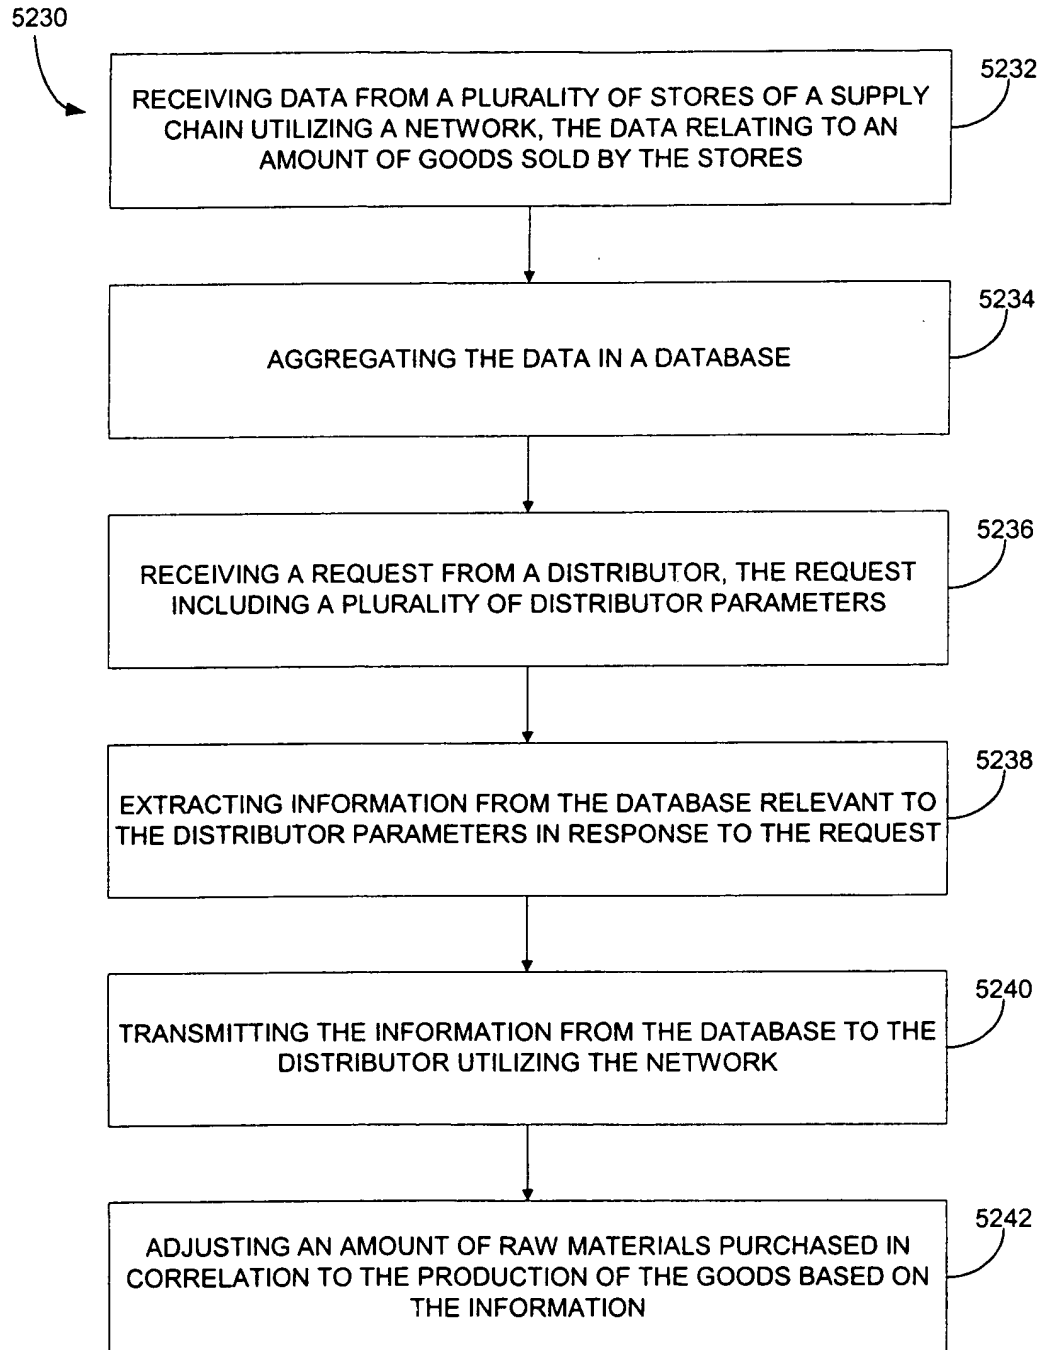 5230
5232
RECEIVING DATA FROM A PLURALITY OF STORES OF A SUPPLY
CHAIN UTILIZING A NETWORK, THE DATA RELATING TO AN
AMOUNT OF GOODS SOLD BY THE STORES
5234
AGGREGATING THE DATA IN A DATABASE
5236
RECEIVING A REQUEST FROM A DISTRIBUTOR, THE REQUEST
INCLUDING A PLURALITY OF DISTRIBUTOR PARAMETERS
5238
EXTRACTING INFORMATION FROM THE DATABASE RELEVANT TO
THE DISTRIBUTOR PARAMETERS IN RESPONSE TO THE REQUEST
5240
TRANSMITTING THE INFORMATION FROM THE DATABASE TO THE
DISTRIBUTOR UTILIZING THE NETWORK
5242
ADJUSTING AN AMOUNT OF RAW MATERIALS PURCHASED IN
CORRELATION TO THE PRODUCTION OF THE GOODS BASED ON
THE INFORMATION